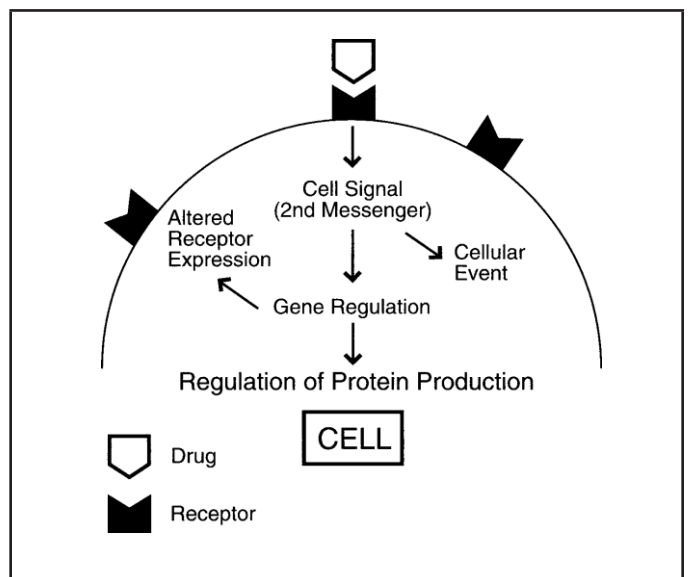 Cell Signal
(2nd Messenger)
Altered
Receptor
Expression
Cellular
Event
Gene Regulation
Regulation of Protein Production
CELL
Drug
Receptor